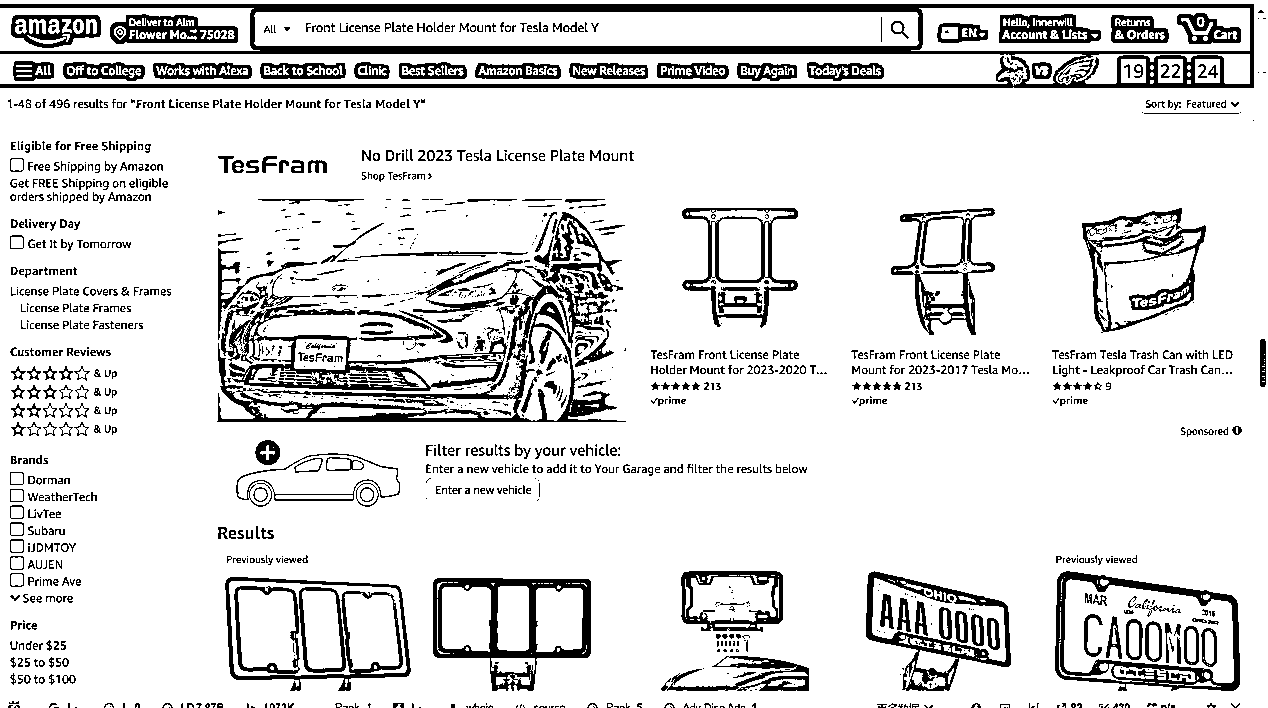 amazon
Deliver to Alm
Flower Mo... 75028
All
Front License Plate Holder Mount for Tesla Model Y
EN
Hello, Innerwill
Account & Lists
Returns
& Orders
0
Cart
All
Off to College
Works with Alexa
Back to School
Clinic
Best Sellers
Amazon Basics
New Releases
Prime Video
Buy Again
Today's Deals
VS
19:22:24
1-48 of 496 results for "Front License Plate Holder Mount for Tesla Model Y"
Sort by: Featured
Eligible for Free Shipping
Free Shipping by Amazon
Get FREE Shipping on eligible
orders shipped by Amazon
Delivery Day
Get It by Tomorrow
Department
License Plate Covers & Frames
License Plate Frames
License Plate Fasteners
Customer Reviews
& Up
& Up
& Up
& Up
Brands
Dorman
WeatherTech
LivTee
Subaru
iJDMTOY
AUJEN
Prime Ave
See more
Price
Under $25
$25 to $50
$50 to $100
TesFram
No Drill 2023 Tesla License Plate Mount
Shop TesFram ›
California
TesFram
TesFram Front License Plate
Holder Mount for 2023-2020 T...
213
prime
TesFram Front License Plate
Mount for 2023-2017 Tesla Mo...
213
prime
TesFram
TesFram Tesla Trash Can with LED
Light - Leakproof Car Trash Can...
9
prime
Sponsored
Filter results by your vehicle:
Enter a new vehicle to add it to Your Garage and filter the results below
Enter a new vehicle
Results
Previously viewed
Previously viewed
OHIO
AAA 0000
MAR
California
CA00M00